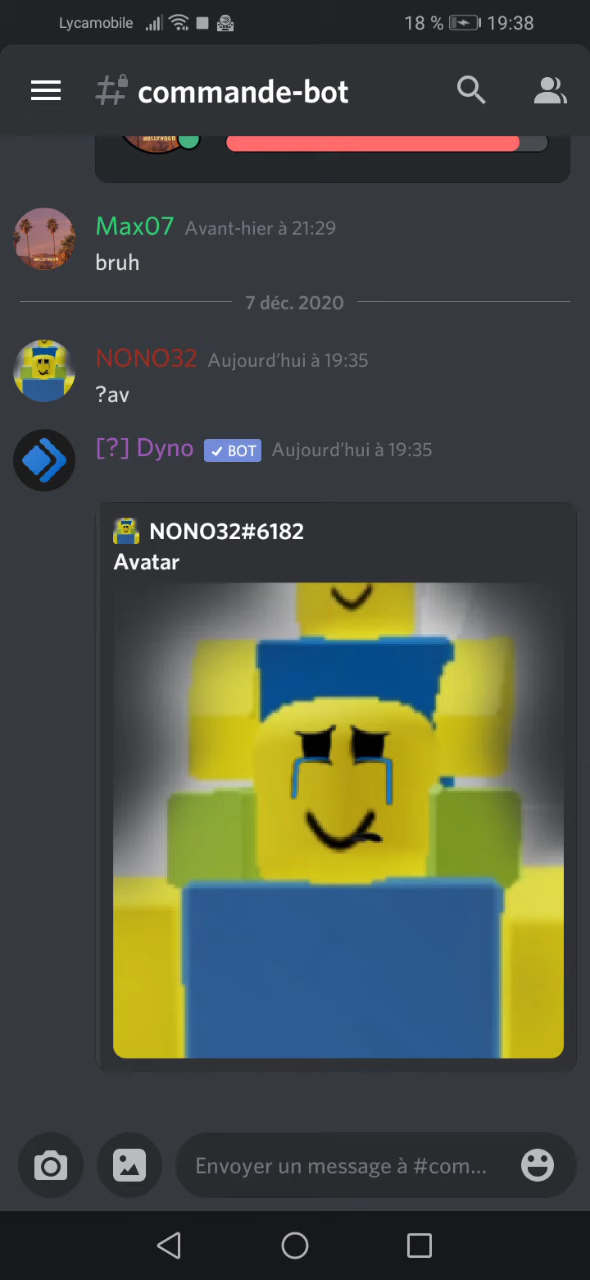 Lycamobile 18 % 19:38
commande-bot
Max07 Avant-hier à 21:29
bruh
7 déc. 2020
NONO32 Aujourd'hui à 19:35
?av
[?] Dyno BOT Aujourd'hui à 19:35
NONO32#6182
Avatar
Envoyer un message à #com...